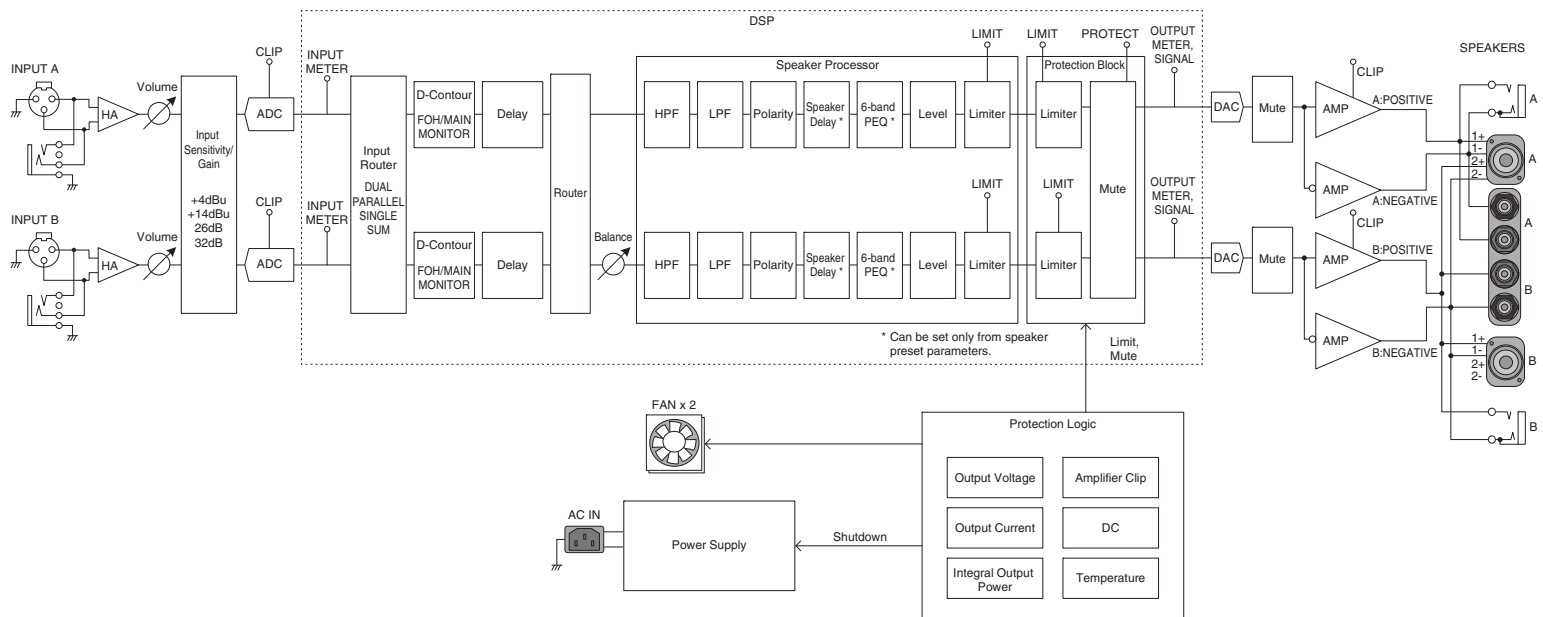 DSP
INPUT A
HA
Volume
INPUT B
HA
Volume
Input
Sensitivity/
Gain
+4dBu
+14dBu
26dB
32dB
CLIP
ADC
CLIP
ADC
INPUT
METER
INPUT
METER
Input
Router
DUAL
PARALLEL
SINGLE
SUM
D-Contour
FOH/MAIN
MONITOR
Delay
D-Contour
FOH/MAIN
MONITOR
Delay
Router
Balance
Speaker Processor
HPF
LPF
Polarity
Speaker
Delay *
6-band
PEQ *
Level
LIMIT
Limiter
HPF
LPF
Polarity
Speaker
Delay *
6-band
PEQ *
Level
LIMIT
Limiter
* Can be set only from speaker
preset parameters.
Protection Block
LIMIT
Limiter
LIMIT
Limiter
PROTECT
Mute
Limit,
Mute
OUTPUT
METER,
SIGNAL
OUTPUT
METER,
SIGNAL
DAC
Mute
DAC
Mute
CLIP
AMP
A:POSITIVE
AMP
A:NEGATIVE
CLIP
AMP
B:POSITIVE
AMP
B:NEGATIVE
SPEAKERS
A
1+
1-
2+
2-
A
A
B
1+
1-
2+
2-
B
B
FAN x 2
AC IN
Power Supply
Shutdown
Protection Logic
Output Voltage
Amplifier Clip
Output Current
DC
Integral Output
Power
Temperature